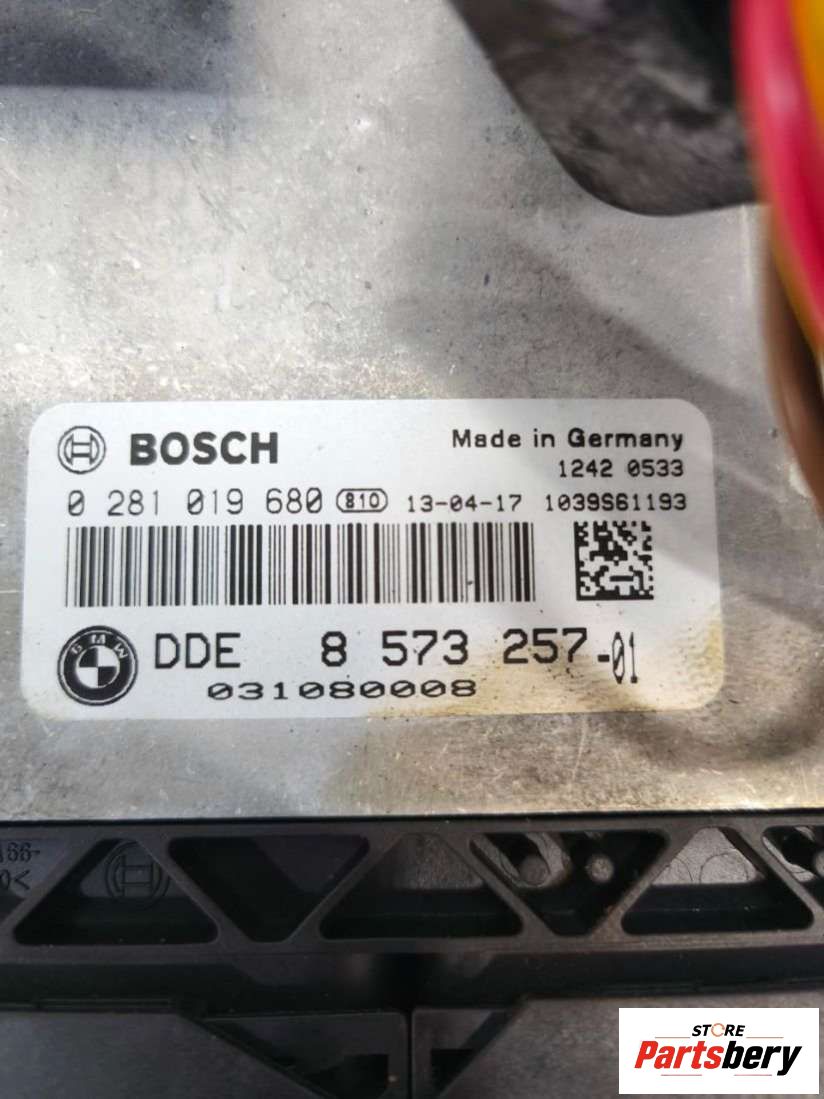 BOSCH
Made in Germany
1242 0533
0 281 019 680 810 13-04-17 1039S61193
BMW
DDE 8 573 257-01
031080008
STORE
Partsbery